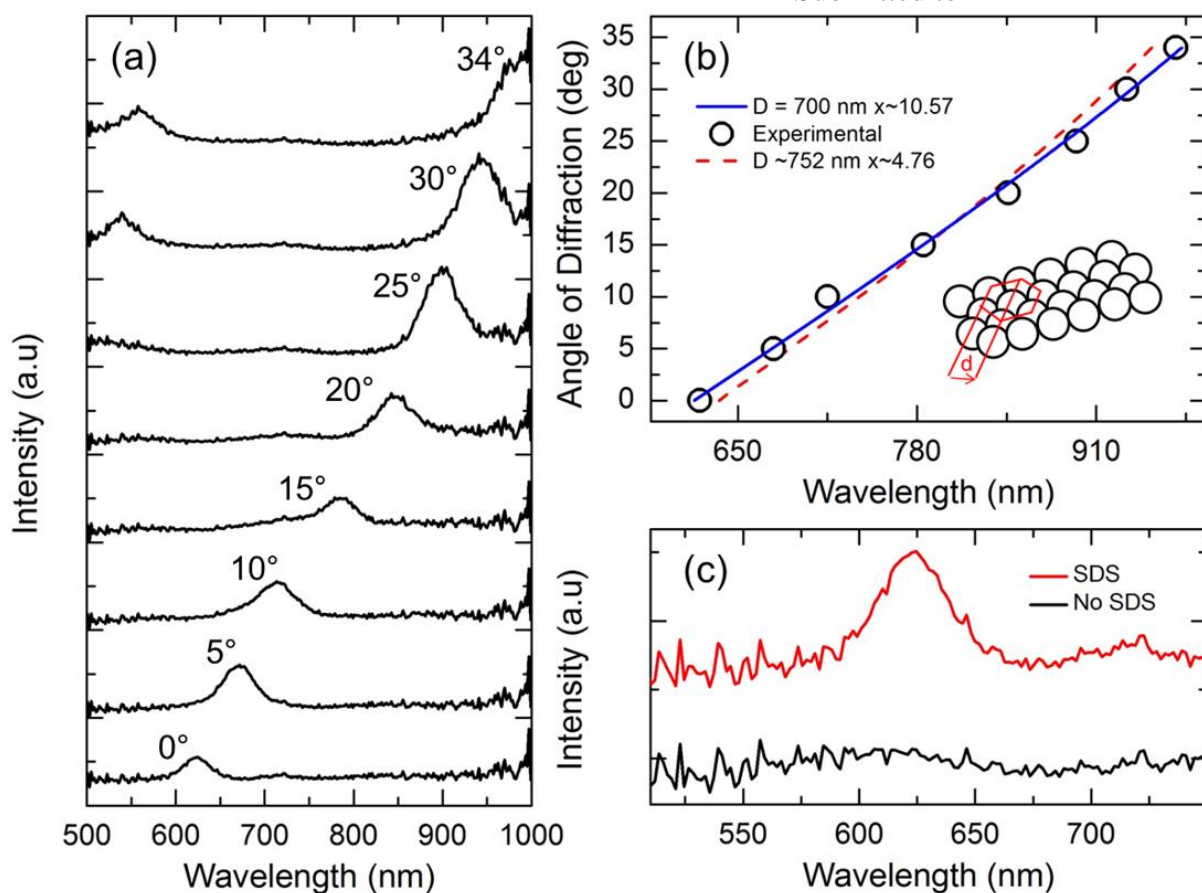 (a)
34°
30°
25°
20°
15°
10°
5°
0°
Intensity (a.u)
500 600 700 800 900 1000
Wavelength (nm)
(b)
D = 700 nm x~10.57
Experimental
D ~752 nm x~4.76
d
Angle of Diffraction (deg)
35
30
25
20
15
10
5
0
650 780 910
Wavelength (nm)
(c)
SDS
No SDS
Intensity (a.u)
550 600 650 700
Wavelength (nm)